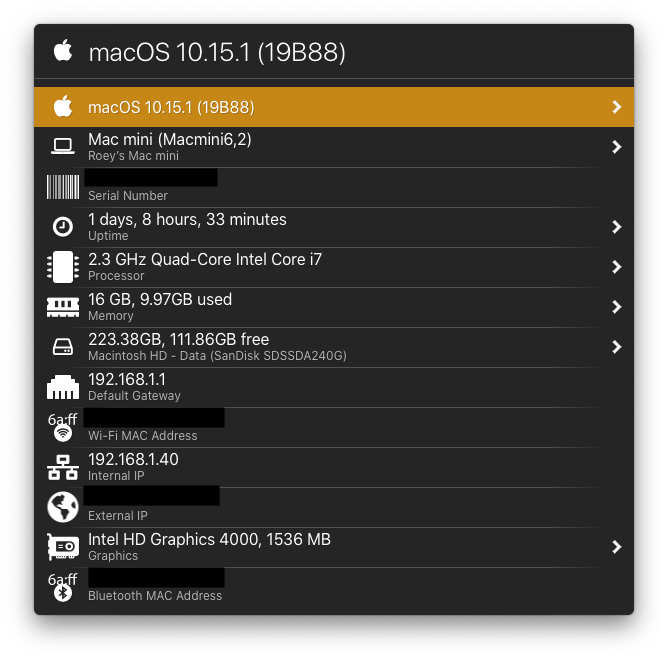 macOS 10.15.1 (19B88)
macOS 10.15.1 (19B88)
Mac mini (Macmini6,2)
Roey's Mac mini
Serial Number
1 days, 8 hours, 33 minutes
Uptime
2.3 GHz Quad-Core Intel Core i7
Processor
16 GB, 9.97GB used
Memory
223.38GB, 111.86GB free
Macintosh HD - Data (SanDisk SDSSDA240G)
192.168.1.1
Default Gateway
6a:ff
Wi-Fi MAC Address
192.168.1.40
Internal IP
External IP
Intel HD Graphics 4000, 1536 MB
Graphics
6a:ff
Bluetooth MAC Address